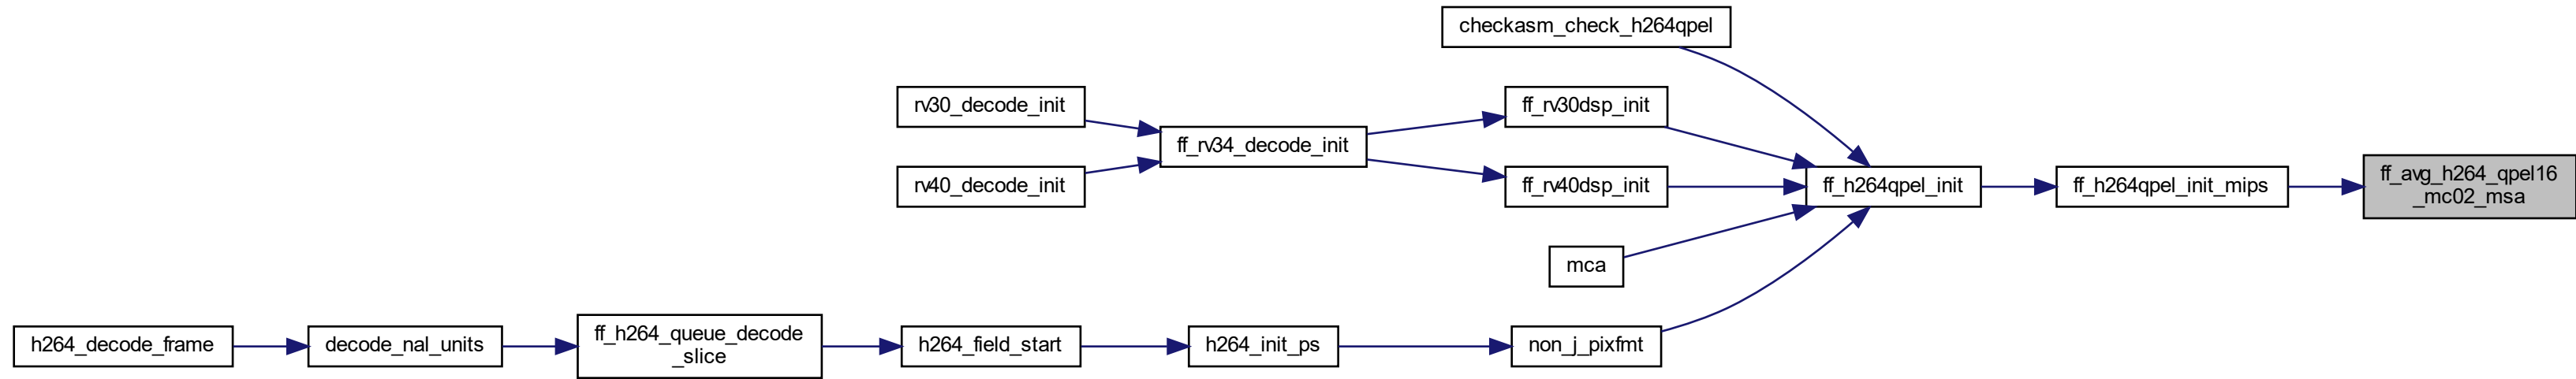 checkasm_check_h264qpel
rv30_decode_init
ff_rv30dsp_init
ff_rv34_decode_init
rv40_decode_init
ff_rv40dsp_init
ff_h264qpel_init
ff_h264qpel_init_mips
ff_avg_h264_qpel16
_mc02_msa
mca
h264_decode_frame
decode_nal_units
ff_h264_queue_decode
_slice
h264_field_start
h264_init_ps
non_j_pixfmt